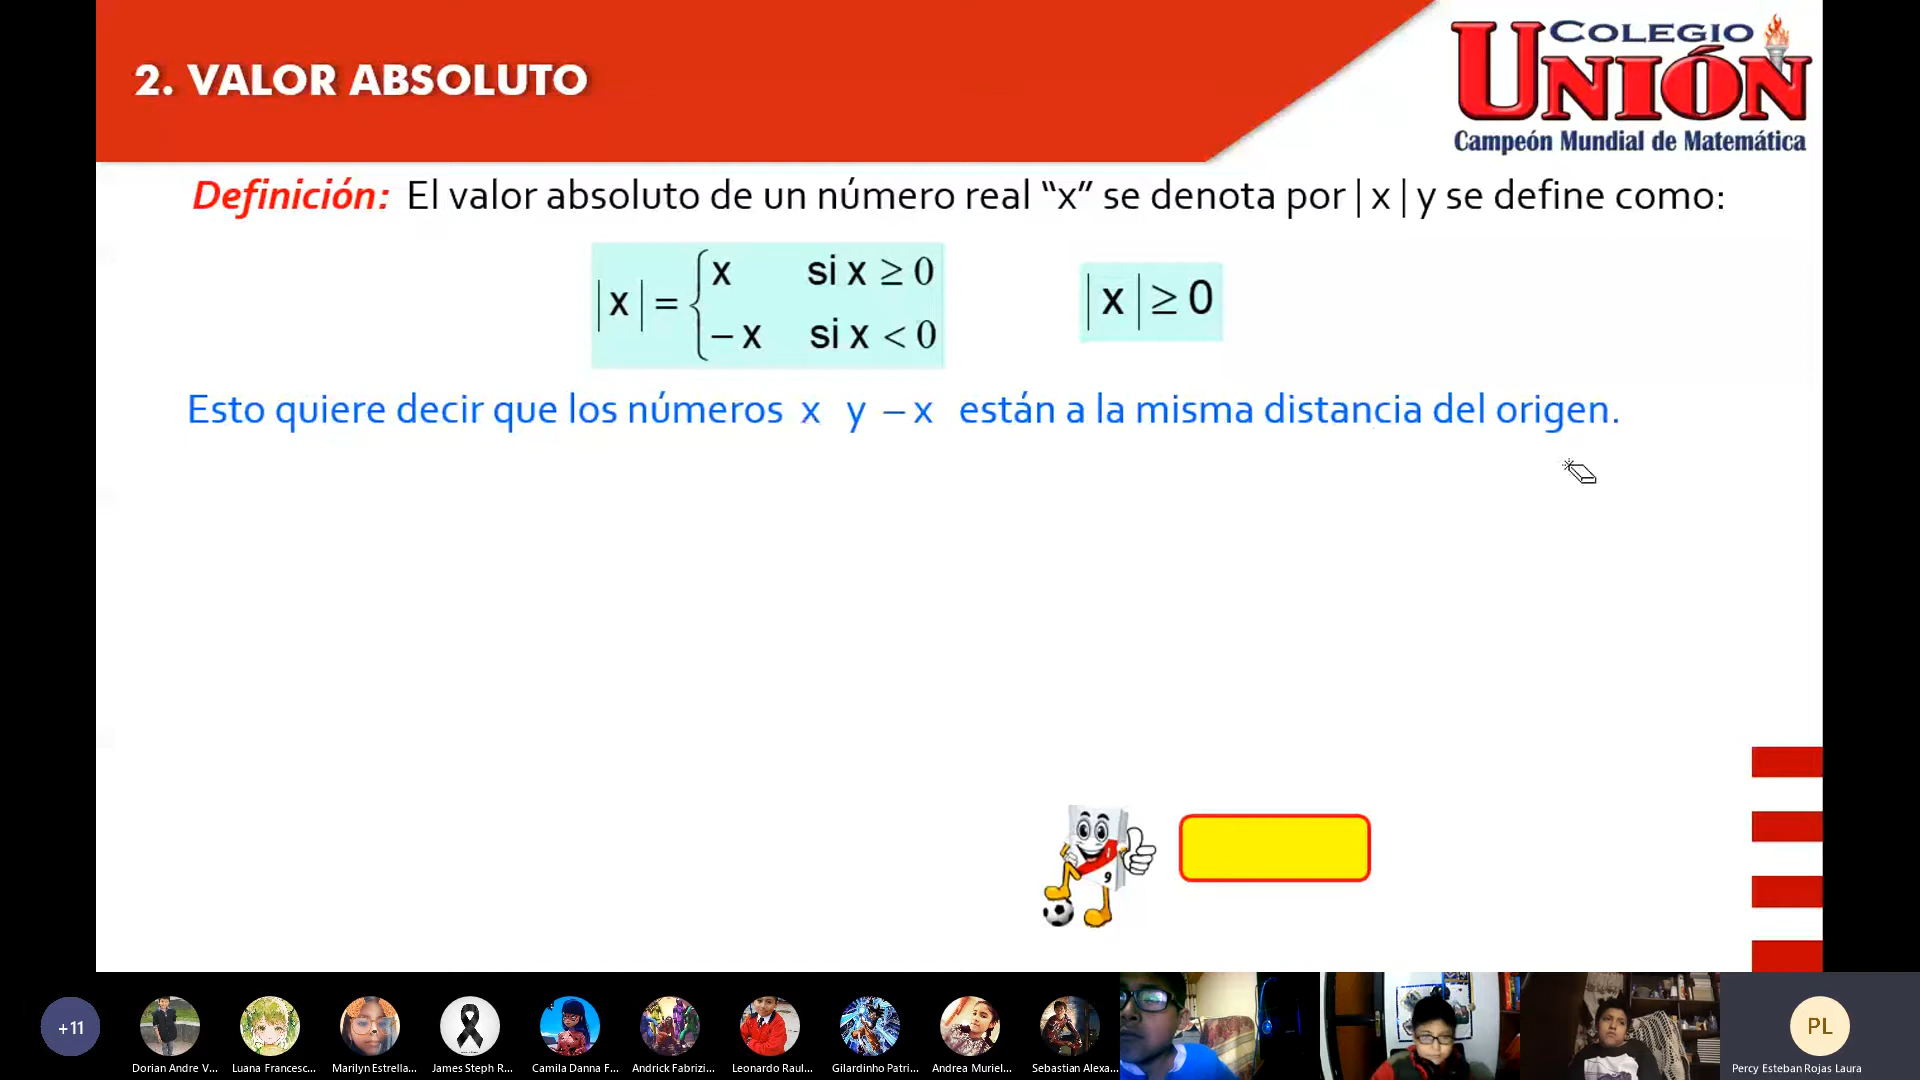 2. VALOR ABSOLUTO
COLEGIO
UNIÓN
Campeón Mundial de Matemática
Definición: El valor absoluto de un número real “x” se denota por | x | y se define como:
| x | = { x si x ≥ 0
– x si x < 0
| x | ≥ 0
Esto quiere decir que los números x y – x están a la misma distancia del origen.
+11
Dorian Andre V...
Luana Francesc...
Marilyn Estrella...
James Steph R...
Camila Danna F...
Andrick Fabrizi...
Leonardo Raul...
Gilardinho Patri...
Andrea Muriel...
Sebastian Alexa...
PL
Percy Esteban Rojas Laura